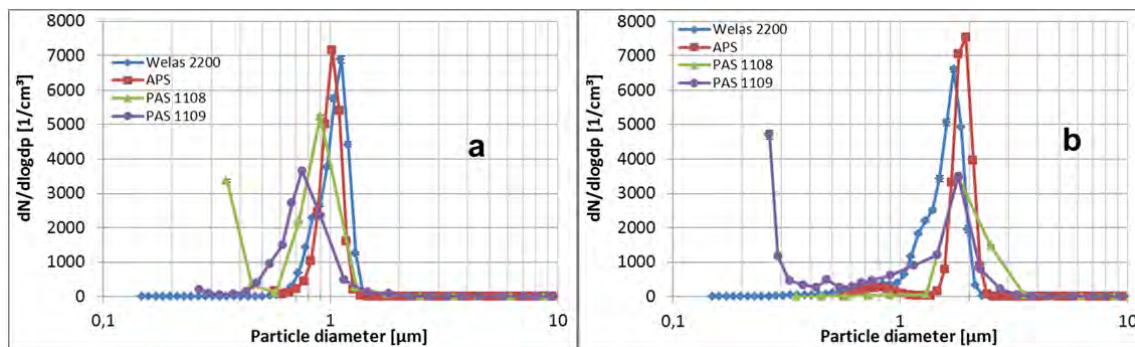 dN/dlogdp [1/cm³]
8000
7000
6000
5000
4000
3000
2000
1000
0
Welas 2200
APS
PAS 1108
PAS 1109
a
0,1
1
10
Particle diameter [µm]
dN/dlogdp [1/cm³]
8000
7000
6000
5000
4000
3000
2000
1000
0
Welas 2200
APS
PAS 1108
PAS 1109
b
0,1
1
10
Particle diameter [µm]